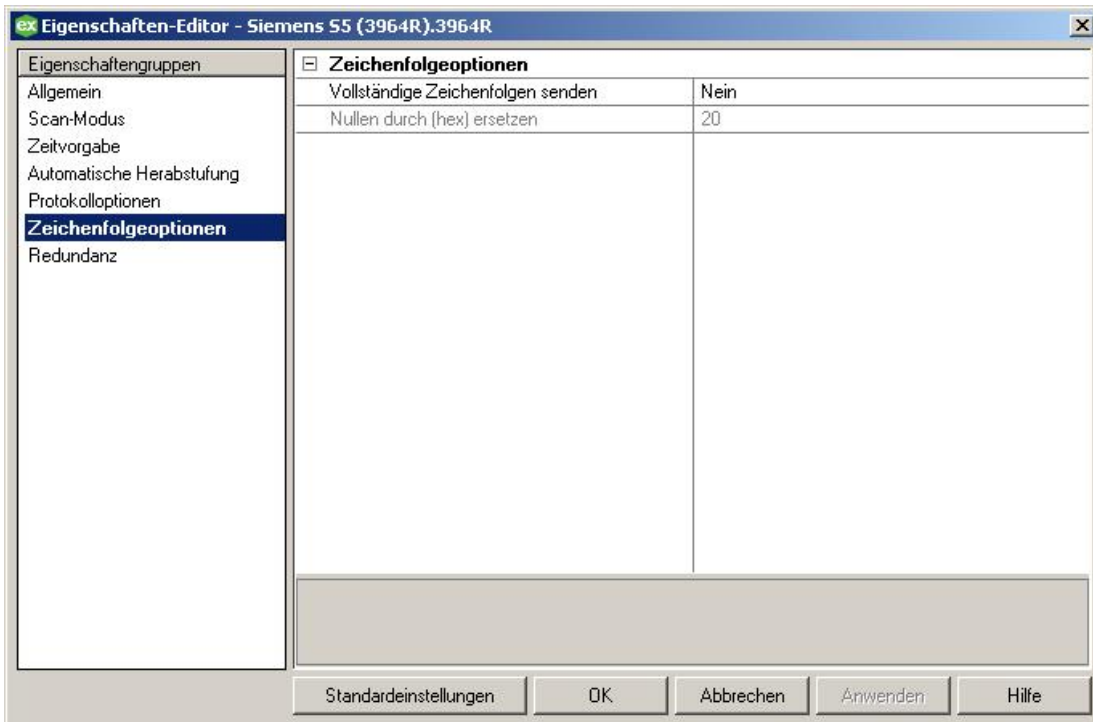 ex Eigenschaften-Editor - Siemens S5 (3964R).3964R
Eigenschaftengruppen
Allgemein
Scan-Modus
Zeitvorgabe
Automatische Herabstufung
Protokolloptionen
Zeichenfolgeoptionen
Redundanz
Zeichenfolgeoptionen
Vollständige Zeichenfolgen senden Nein
Nullen durch (hex) ersetzen 20
Standardeinstellungen OK Abbrechen Anwenden Hilfe